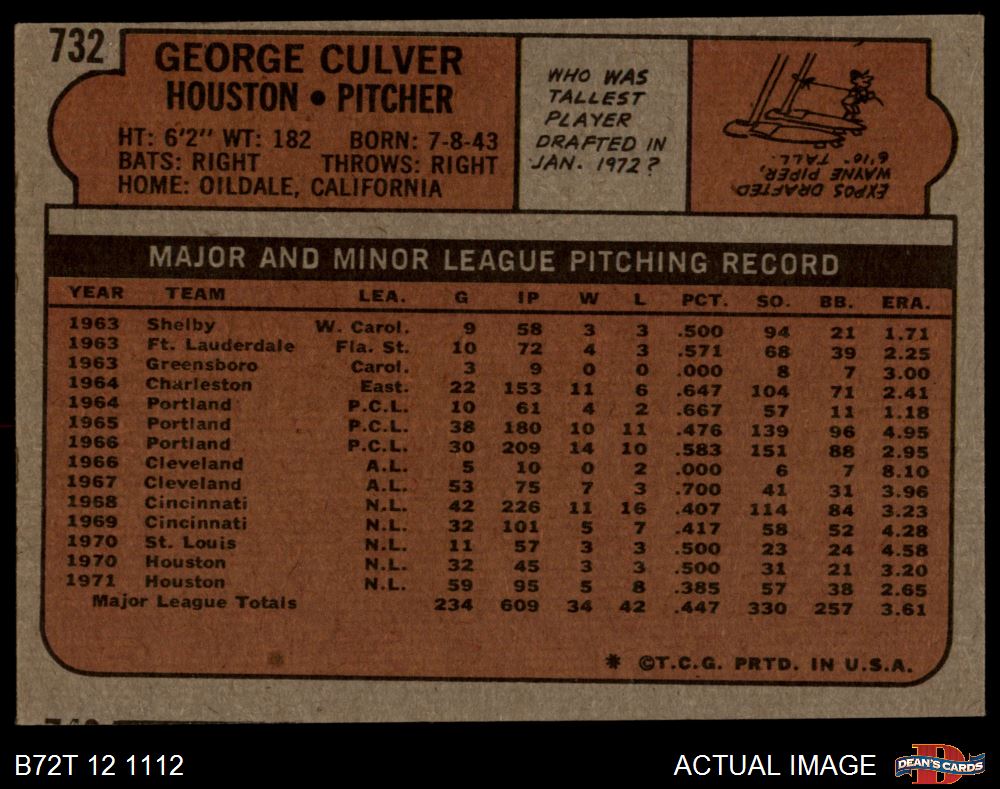 732
GEORGE CULVER
HOUSTON • PITCHER
HT: 6'2" WT: 182 BORN: 7-8-43
BATS: RIGHT THROWS: RIGHT
HOME: OILDALE, CALIFORNIA
WHO WAS
TALLEST
PLAYER
DRAFTED IN
JAN. 1972?
EXPOS DRAFTED
WAYNE PIPER,
6'10" TALL.
MAJOR AND MINOR LEAGUE PITCHING RECORD
YEAR TEAM LEA. G IP W L PCT. SO. BB. ERA.
1963 Shelby W. Carol. 9 58 3 3 .500 94 21 1.71
1963 Ft. Lauderdale Fla. St. 10 72 4 3 .571 68 39 2.25
1963 Greensboro Carol. 3 9 0 0 .000 8 7 3.00
1964 Charleston East. 22 153 11 6 .647 104 71 2.41
1964 Portland P.C.L. 10 61 4 2 .667 57 11 1.18
1965 Portland P.C.L. 38 180 10 11 .476 139 96 4.95
1966 Portland P.C.L. 30 209 14 10 .583 151 88 2.95
1966 Cleveland A.L. 5 10 0 2 .000 6 7 8.10
1967 Cleveland A.L. 53 75 7 3 .700 41 31 3.96
1968 Cincinnati N.L. 42 226 11 16 .407 114 84 3.23
1969 Cincinnati N.L. 32 101 5 7 .417 58 52 4.28
1970 St. Louis N.L. 11 57 3 3 .500 23 24 4.58
1970 Houston N.L. 32 45 3 3 .500 31 21 3.20
1971 Houston N.L. 59 95 5 8 .385 57 38 2.65
Major League Totals 234 609 34 42 .447 330 257 3.61
* ©T.C.G. PRTD. IN U.S.A.
B72T 12 1112
ACTUAL IMAGE
DEAN'S CARDS